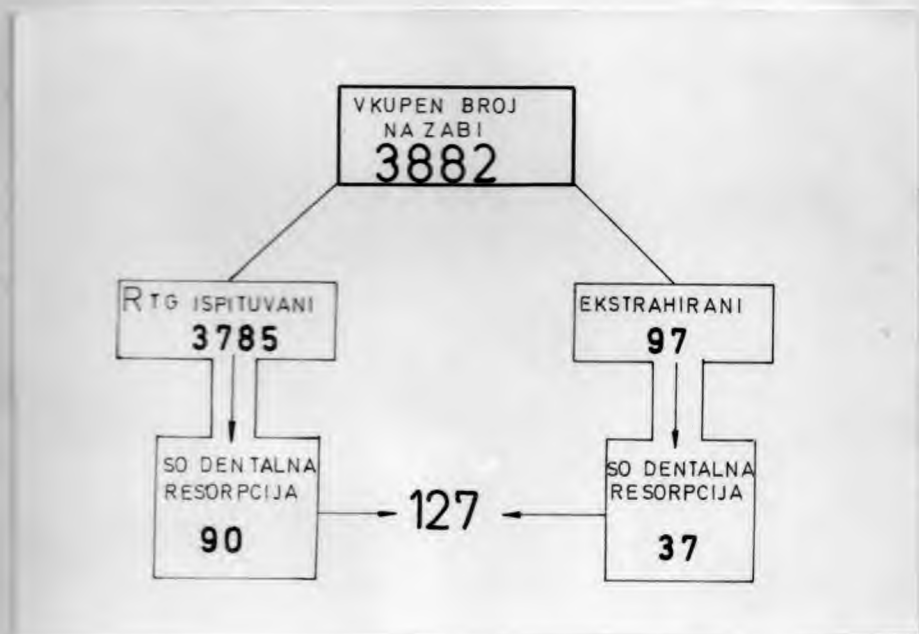 VKUPEN BROJ
NA ZABI
3882
RTG ISPITUVANI
3785
EKSTRAHIRANI
97
SO DENTALNA
RESORPCIJA
90
127
SO DENTALNA
RESORPCIJA
37